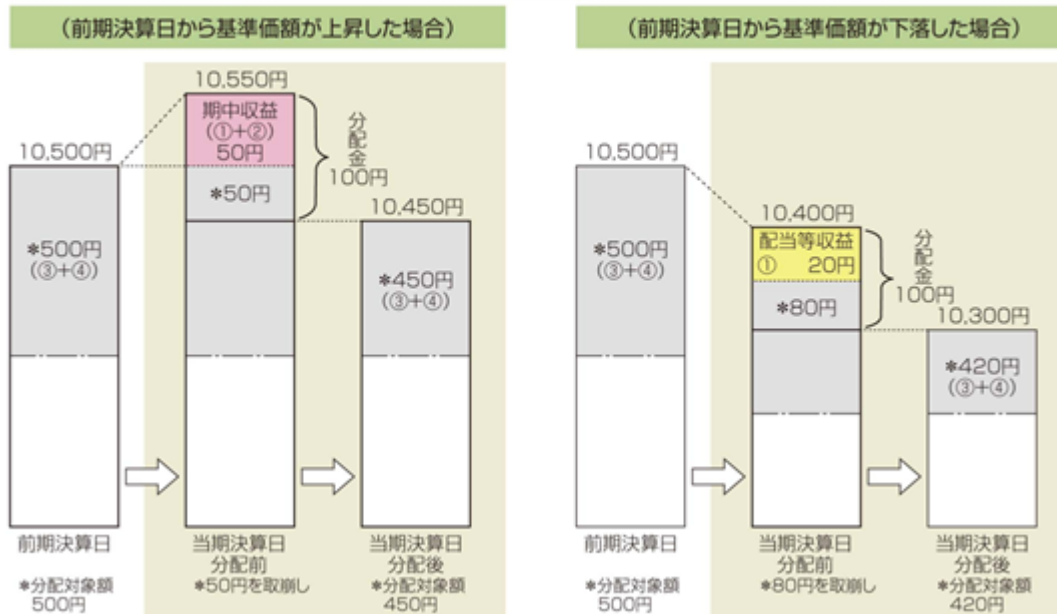 (前期決算日から基準価額が上昇した場合)
10,550円
期中収益
(①+②)
50円
分配金
100円
10,500円
*50円
10,450円
*500円
(③+④)
*450円
(③+④)
前期決算日
当期決算日
分配前
当期決算日
分配後
*分配対象額
500円
*50円を取崩し
*分配対象額
450円
(前期決算日から基準価額が下落した場合)
10,500円
10,400円
配当等収益
① 20円
分配金
100円
*500円
(③+④)
*80円
10,300円
*420円
(③+④)
前期決算日
当期決算日
分配前
当期決算日
分配後
*分配対象額
500円
*80円を取崩し
*分配対象額
420円